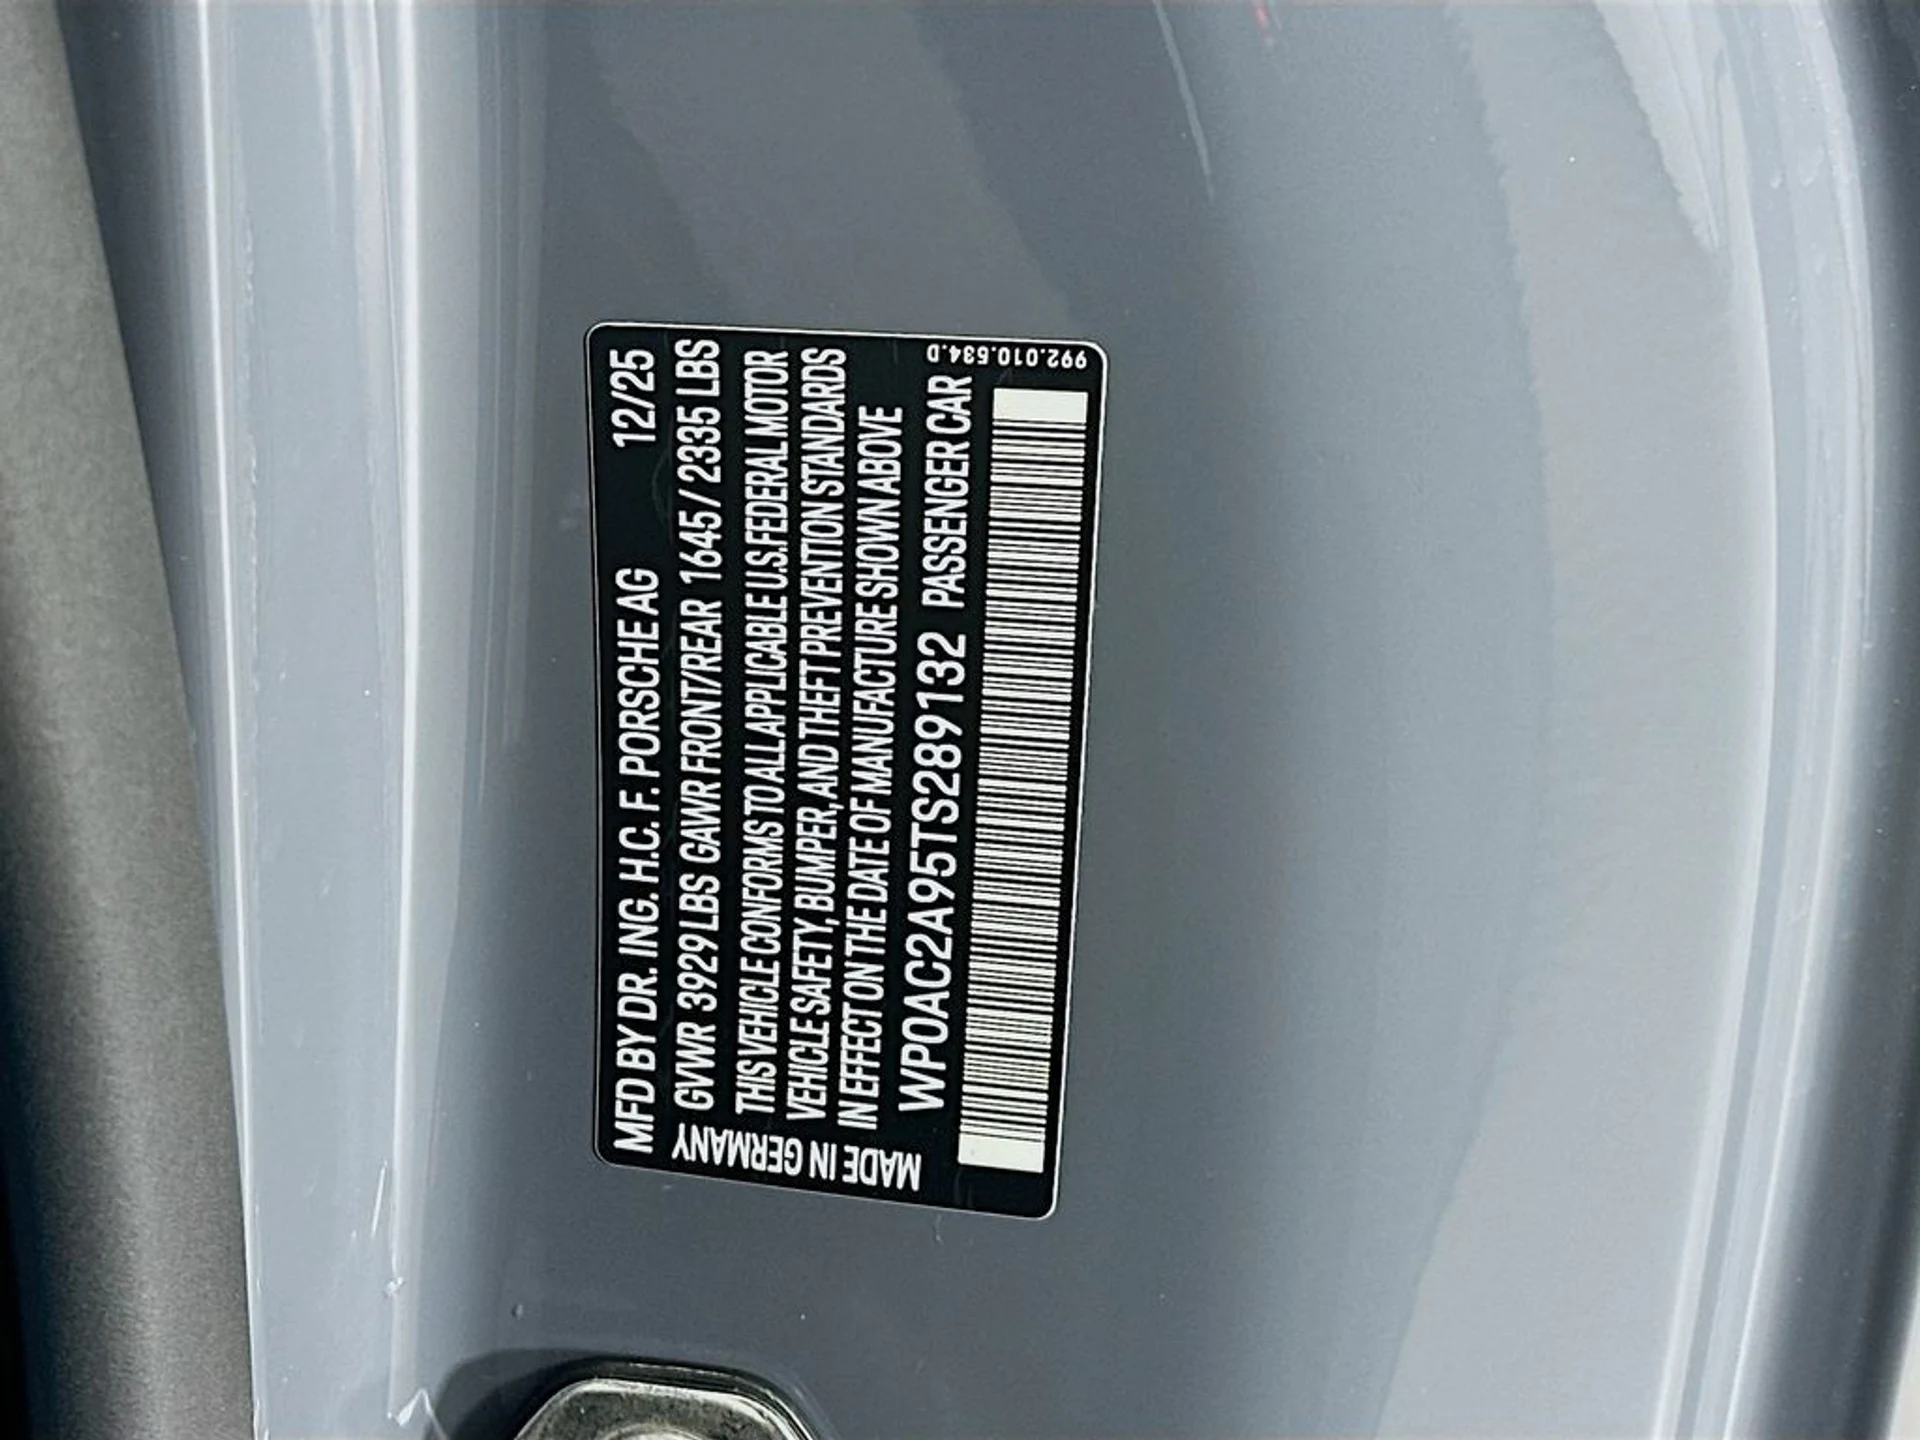 MFD BY DR. ING. H.C. F. PORSCHE AG 12/25
GVWR 3929 LBS GAWR FRONT/REAR 1645 / 2335 LBS
THIS VEHICLE CONFORMS TO ALL APPLICABLE U.S. FEDERAL MOTOR
VEHICLE SAFETY, BUMPER, AND THEFT PREVENTION STANDARDS
IN EFFECT ON THE DATE OF MANUFACTURE SHOWN ABOVE
WP0AC2A95TS289132 PASSENGER CAR
MADE IN GERMANY
992.010.534.D